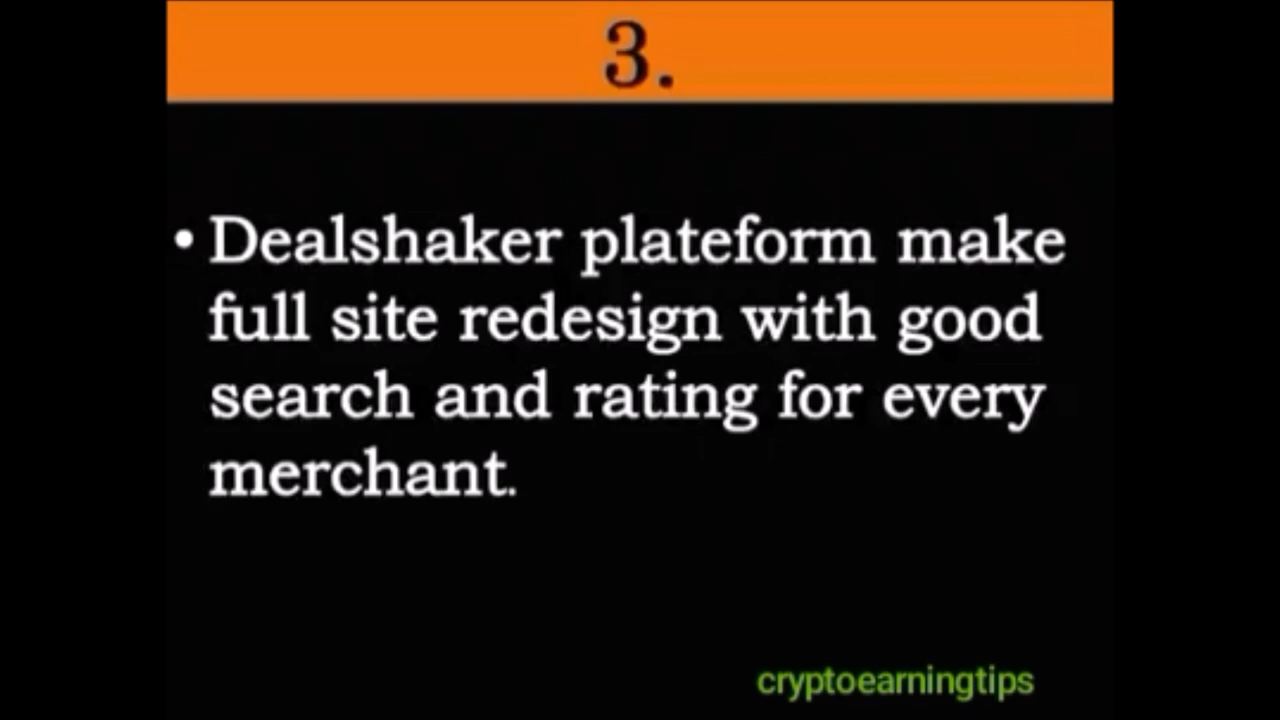 3.
• Dealshaker plateform make
full site redesign with good
search and rating for every
merchant.
cryptoearningtips